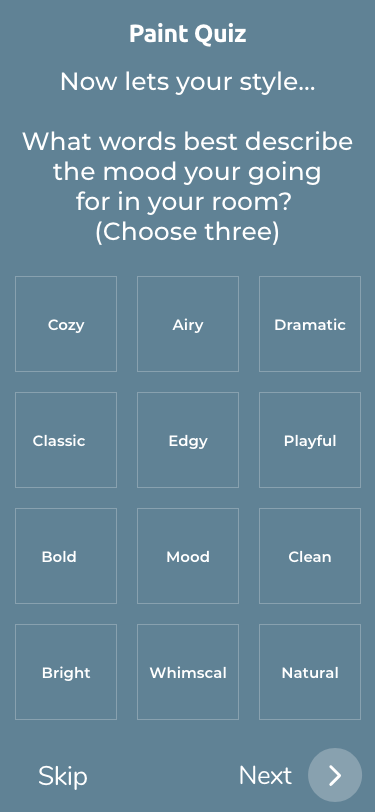 Paint Quiz
Now lets your style...
What words best describe
the mood your going
for in your room?
(Choose three)
Cozy
Airy
Dramatic
Classic
Edgy
Playful
Bold
Mood
Clean
Bright
Whimscal
Natural
Skip
Next